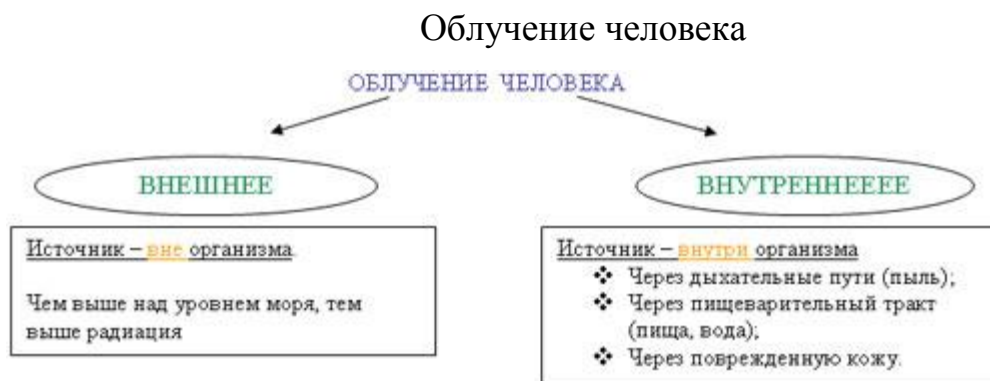 Облучение человека
ОБЛУЧЕНИЕ ЧЕЛОВЕКА
ВНЕШНЕЕ
ВНУТРЕННЕЕЕЕ
Источник – вне организма.
Чем выше над уровнем моря, тем
выше радиация
Источник – внутри организма
❖ Через дыхательные пути (пыль);
❖ Через пищеварительный тракт
(пища, вода);
❖ Через поврежденную кожу.